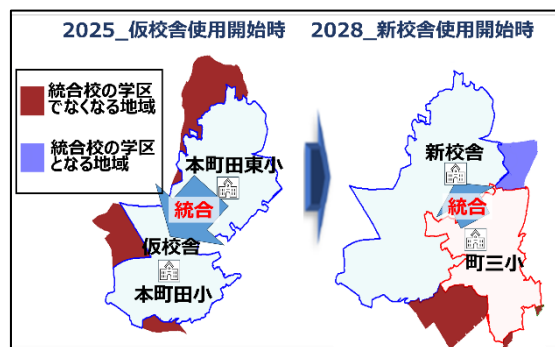 2025_仮校舎使用開始時
2028_新校舎使用開始時
統合校の学区
でなくなる地域
統合校の学区
となる地域
本町田東小
統合
仮校舎
本町田小
新校舎
統合
町三小